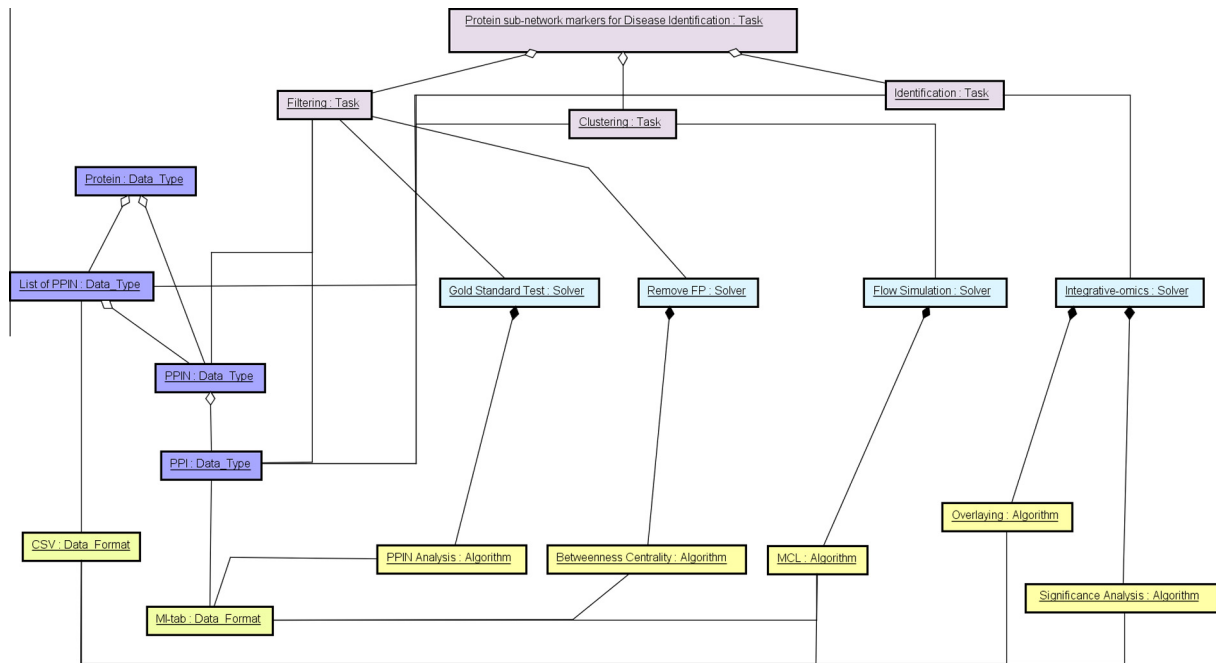 Protein sub-network markers for Disease Identification : Task
Filtering : Task
Identification : Task
Clustering : Task
Protein : Data_Type
List of PPIN : Data_Type
Gold Standard Test : Solver
Remove FP : Solver
Flow Simulation : Solver
Integrative-omics : Solver
PPIN : Data_Type
PPI : Data_Type
Overlaying : Algorithm
CSV : Data_Format
PPIN Analysis : Algorithm
Betweenness Centrality : Algorithm
MCL : Algorithm
Significance Analysis : Algorithm
MI-tab : Data_Format